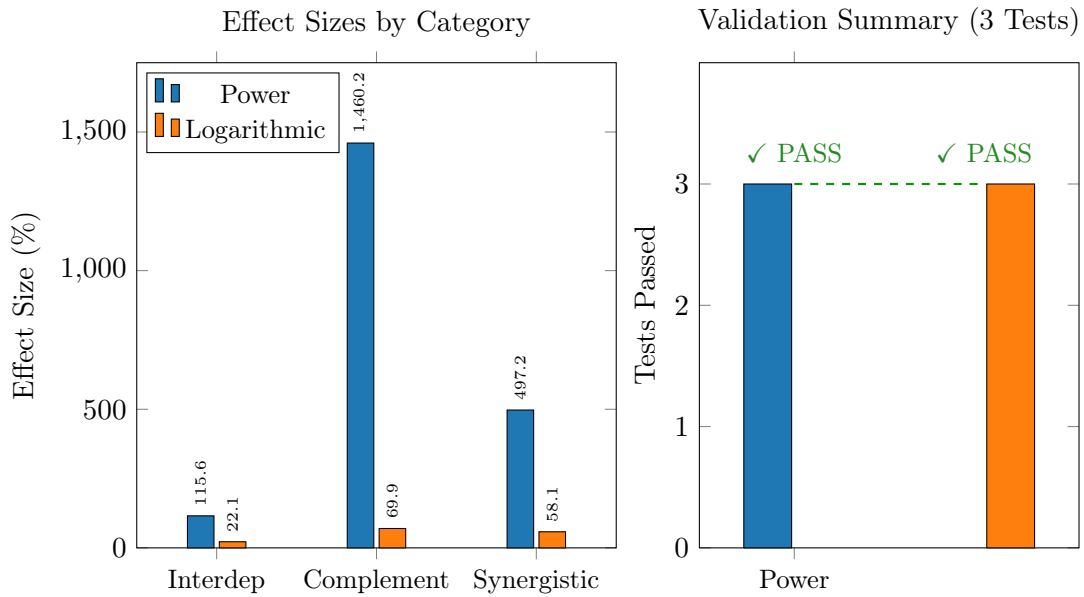 Effect Sizes by Category
Effect Size (%)
1,500
1,000
500
0
Power
Logarithmic
115.6
22.1
1,460.2
69.9
497.2
58.1
Interdep
Complement
Synergistic
Validation Summary (3 Tests)
Tests Passed
3
2
1
0
✓ PASS
✓ PASS
Power